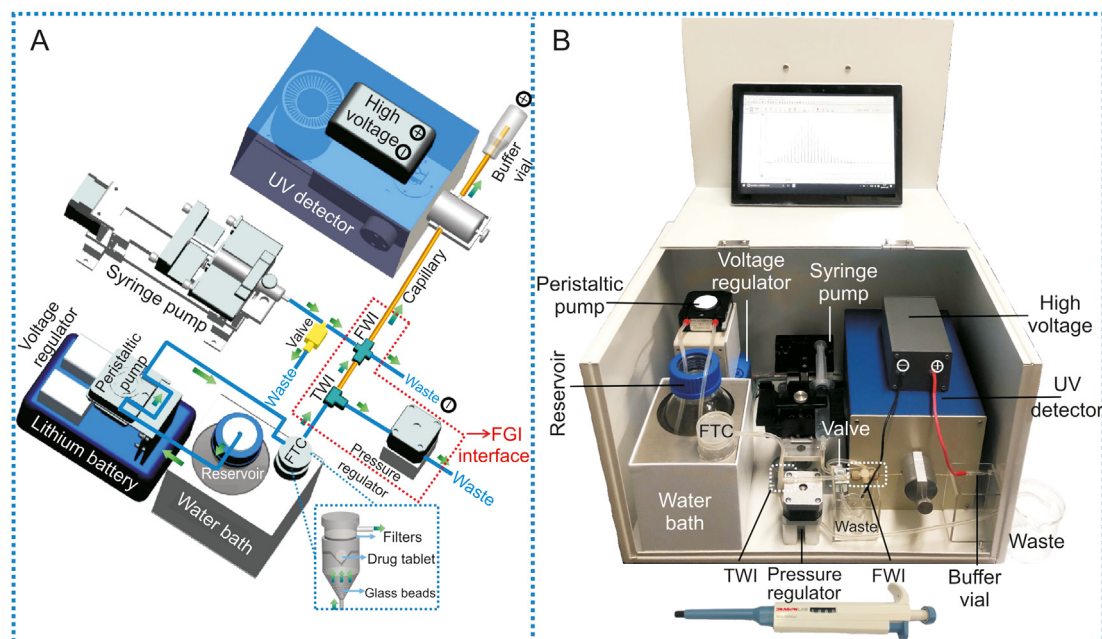 A
High
voltage
+
−
+
Buffer
vial
UV detector
Syringe pump
Capillary
Valve
FWI
Voltage
regulator
Peristaltic
pump
Waste
TWI
Waste
−
FGI
interface
Lithium battery
Reservoir
FTC
Pressure
regulator
Waste
Water bath
Filters
Drug tablet
Glass beads
B
Voltage
regulator
Syringe
pump
Peristaltic
pump
High
voltage
− +
Reservoir
UV
detector
FTC
Valve
Water
bath
Waste
Waste
TWI
Pressure
regulator
FWI
Buffer
vial